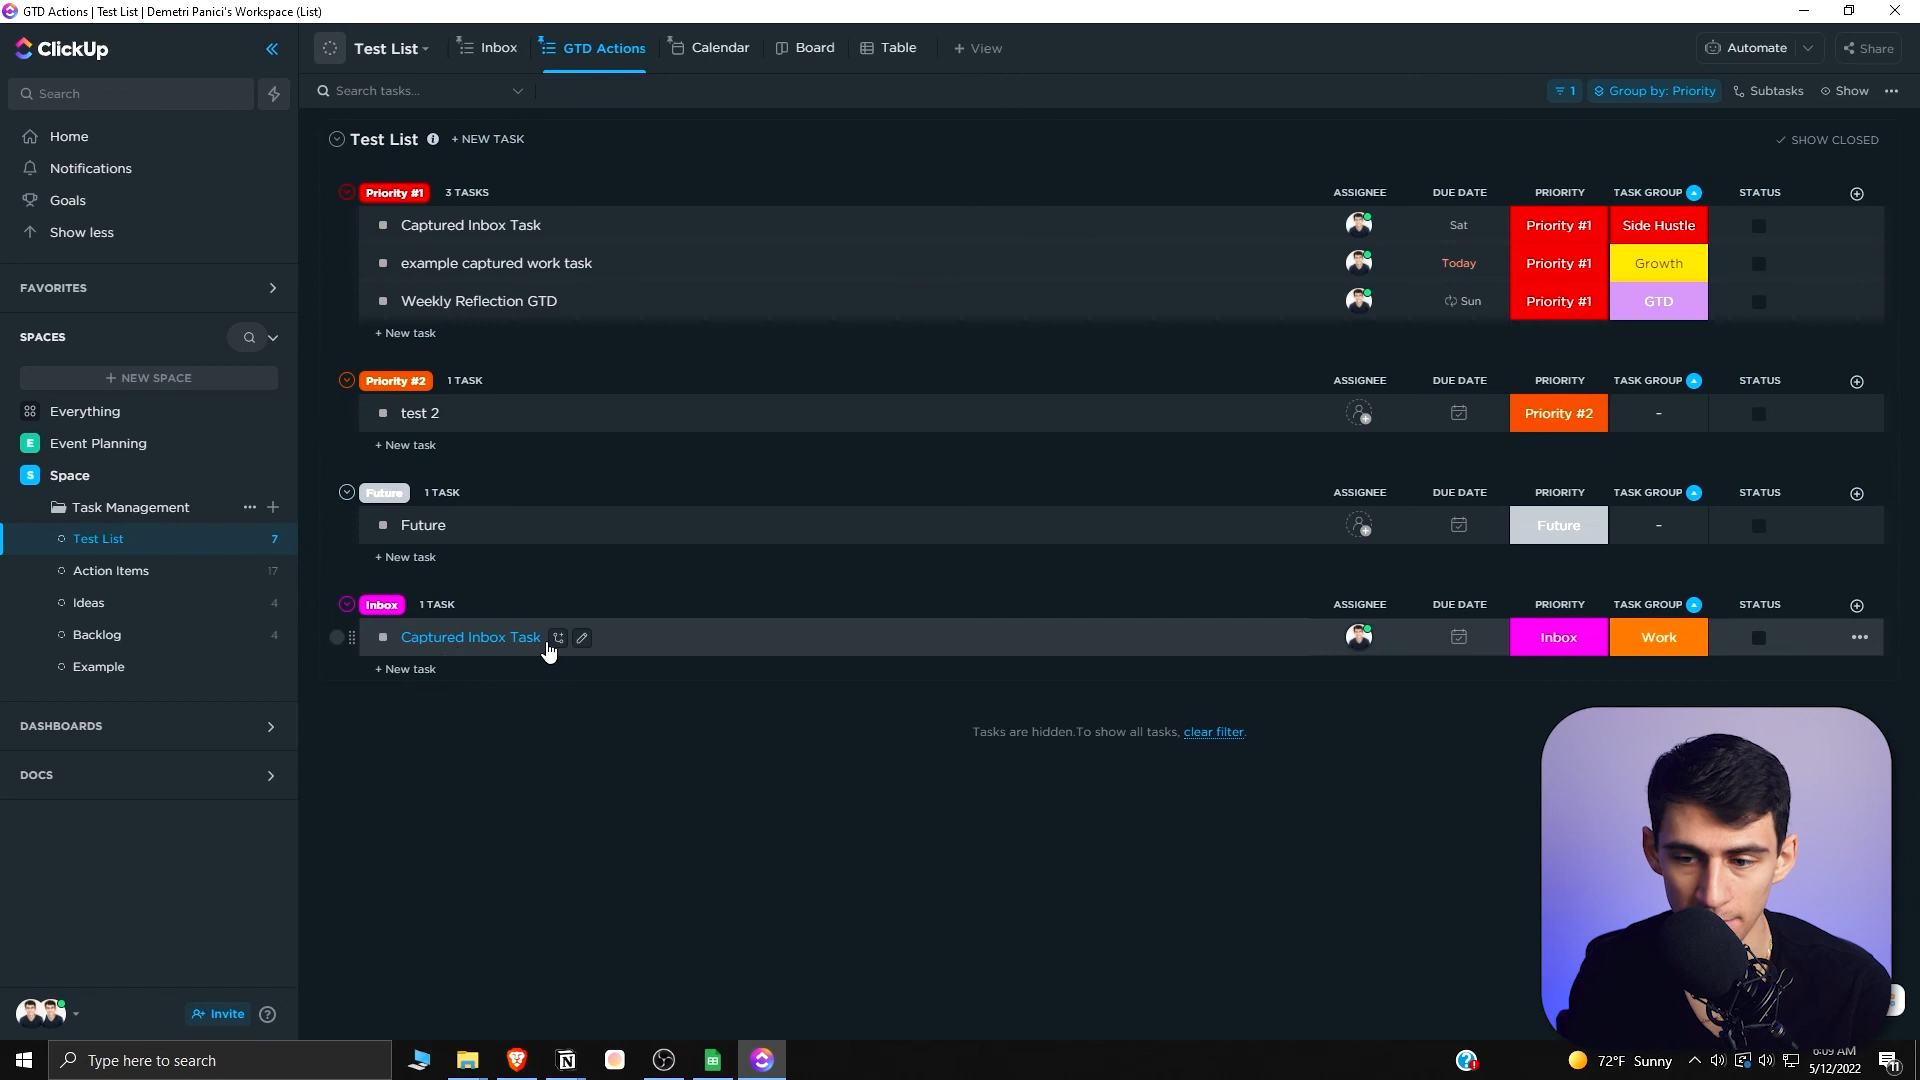 GTD Actions | Test List | Demetri Panici's Workspace (List)
ClickUp
Test List
Inbox
GTD Actions
Calendar
Board
Table
+ View
Automate
Share
Search
Search tasks...
1
Group by: Priority
Subtasks
Show
Home
Notifications
Goals
Show less
FAVORITES
SPACES
+ NEW SPACE
Everything
E Event Planning
S Space
Task Management
Test List 7
Action Items 17
Ideas 4
Backlog 4
Example
DASHBOARDS
DOCS
Invite
Test List + NEW TASK
SHOW CLOSED
Priority #1 3 TASKS ASSIGNEE DUE DATE PRIORITY TASK GROUP STATUS
Captured Inbox Task Sat Priority #1 Side Hustle
example captured work task Today Priority #1 Growth
Weekly Reflection GTD Sun Priority #1 GTD
+ New task
Priority #2 1 TASK ASSIGNEE DUE DATE PRIORITY TASK GROUP STATUS
test 2 Priority #2 -
+ New task
Future 1 TASK ASSIGNEE DUE DATE PRIORITY TASK GROUP STATUS
Future Future -
+ New task
Inbox 1 TASK ASSIGNEE DUE DATE PRIORITY TASK GROUP STATUS
Captured Inbox Task Inbox Work
+ New task
Tasks are hidden.To show all tasks, clear filter.
Type here to search
72°F Sunny
6:09 AM
5/12/2022
11